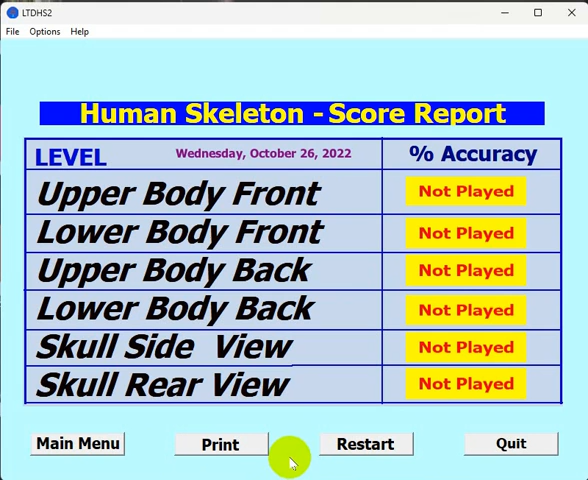 LTDHS2
File Options Help
Human Skeleton - Score Report
LEVEL Wednesday, October 26, 2022 % Accuracy
Upper Body Front Not Played
Lower Body Front Not Played
Upper Body Back Not Played
Lower Body Back Not Played
Skull Side View Not Played
Skull Rear View Not Played
Main Menu Print Restart Quit